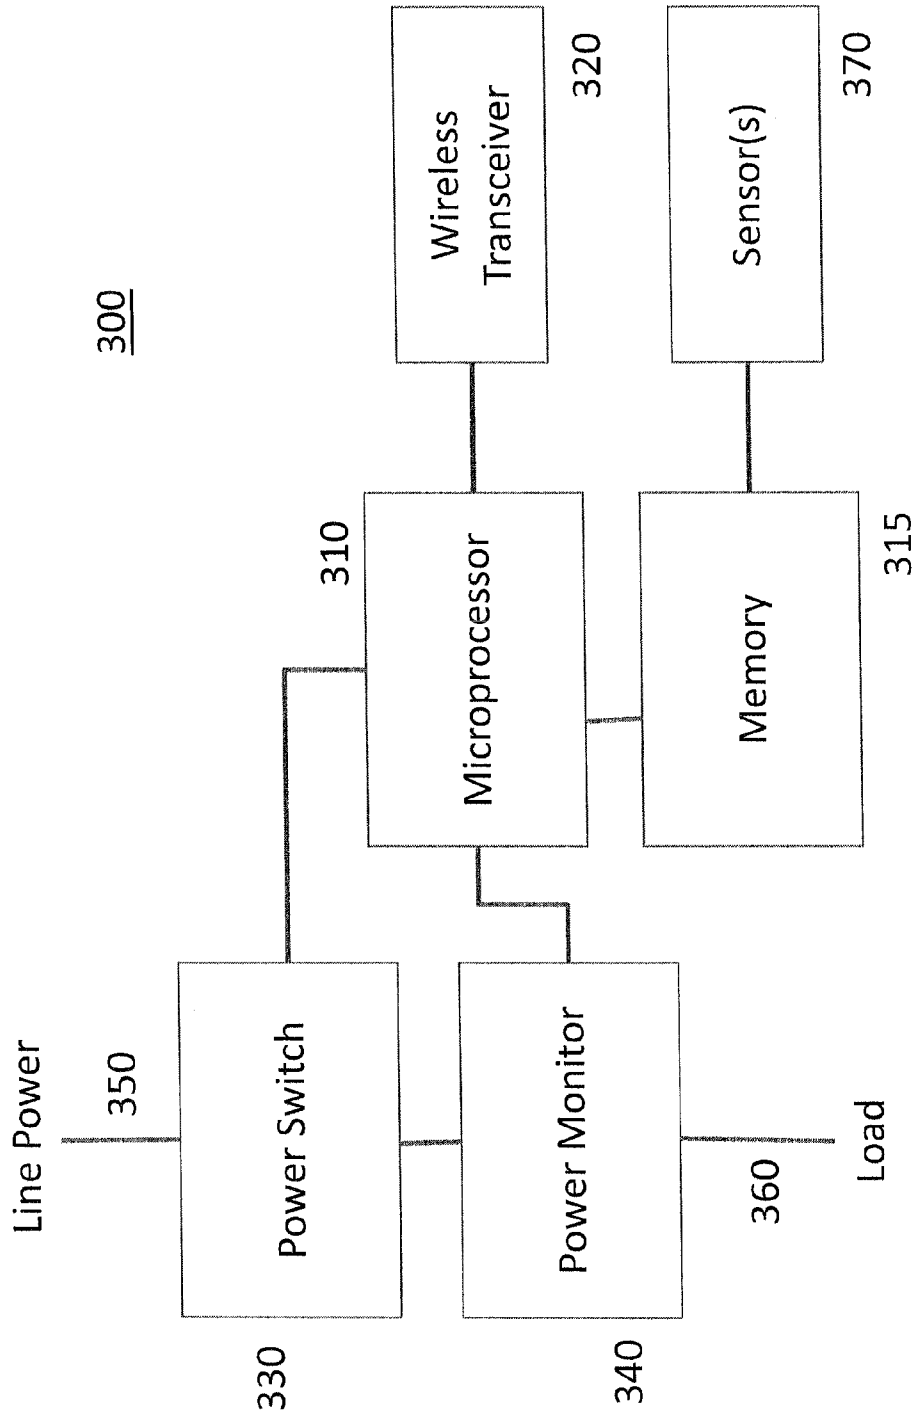 300
Line Power
350
330
Power Switch
310
Microprocessor
Wireless
Transceiver
320
340
Power Monitor
360
Load
Memory
315
Sensor(s)
370